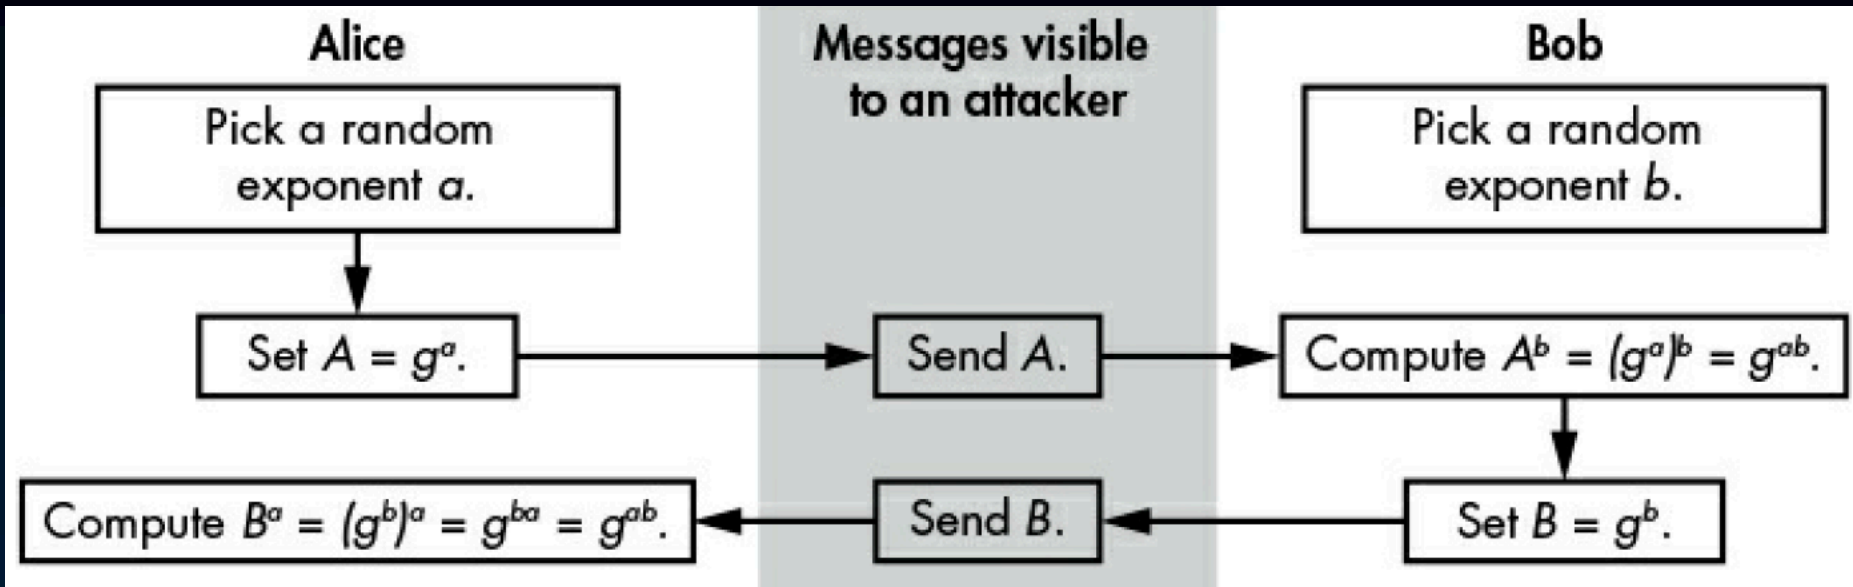 Alice
Messages visible
to an attacker
Bob
Pick a random
exponent a.
Pick a random
exponent b.
Set A = gᵃ.
Send A.
Compute Aᵇ = (gᵃ)ᵇ = gᵃᵇ.
Compute Bᵃ = (gᵇ)ᵃ = gᵇᵃ = gᵃᵇ.
Send B.
Set B = gᵇ.